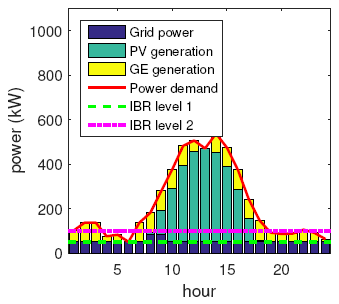 1000
800
600
400
200
0
power (kW)
Grid power
PV generation
GE generation
Power demand
IBR level 1
IBR level 2
5 10 15 20
hour